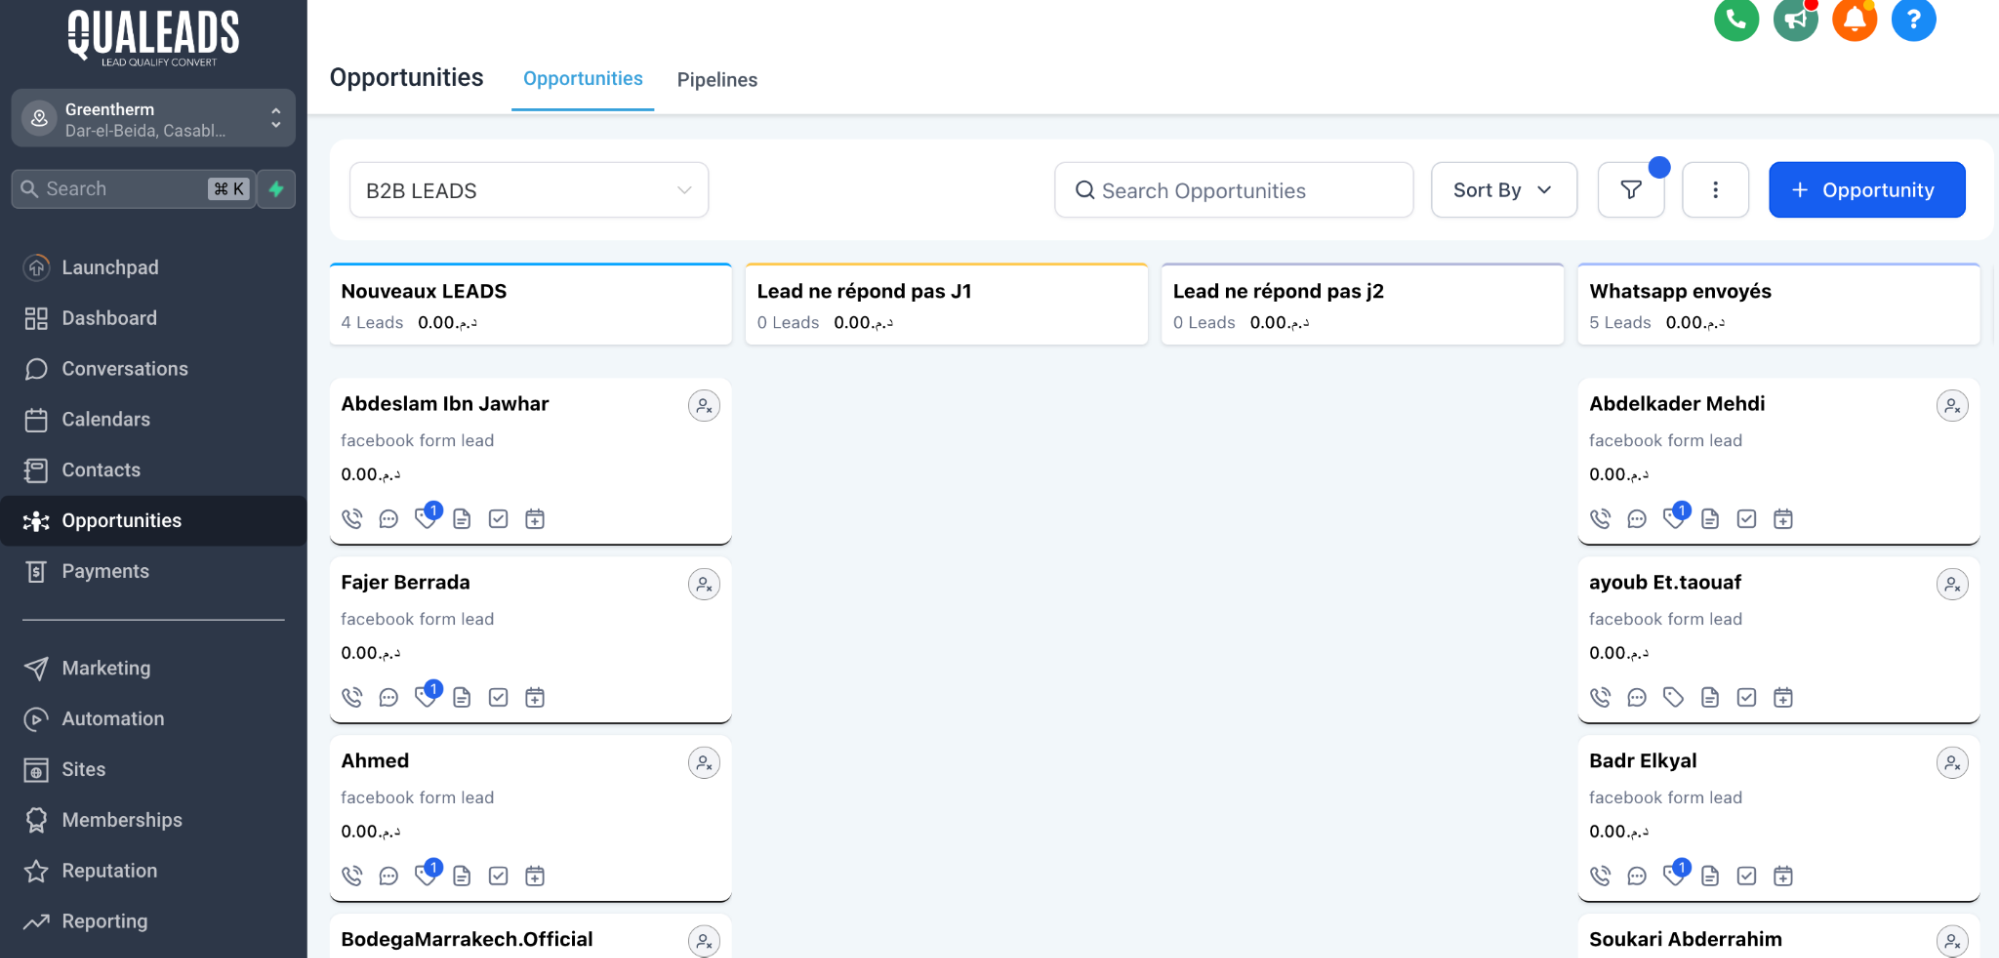 QUALEADS
LEAD QUALIFY CONVERT
Greentherm
Dar-el-Beida, Casabl...
Search
⌘ K
Launchpad
Dashboard
Conversations
Calendars
Contacts
Opportunities
Payments
Marketing
Automation
Sites
Memberships
Reputation
Reporting
?
Opportunities
Opportunities
Pipelines
B2B LEADS
Search Opportunities
Sort By
+ Opportunity
Nouveaux LEADS
4 Leads 0.00.د.م
Lead ne répond pas J1
0 Leads 0.00.د.م
Lead ne répond pas j2
0 Leads 0.00.د.م
Whatsapp envoyés
5 Leads 0.00.د.م
Abdeslam Ibn Jawhar
facebook form lead
0.00.د.م
1
Fajer Berrada
facebook form lead
0.00.د.م
1
Ahmed
facebook form lead
0.00.د.م
1
BodegaMarrakech.Official
Abdelkader Mehdi
facebook form lead
0.00.د.م
1
ayoub Et.taouaf
facebook form lead
0.00.د.م
Badr Elkyal
facebook form lead
0.00.د.م
1
Soukari Abderrahim